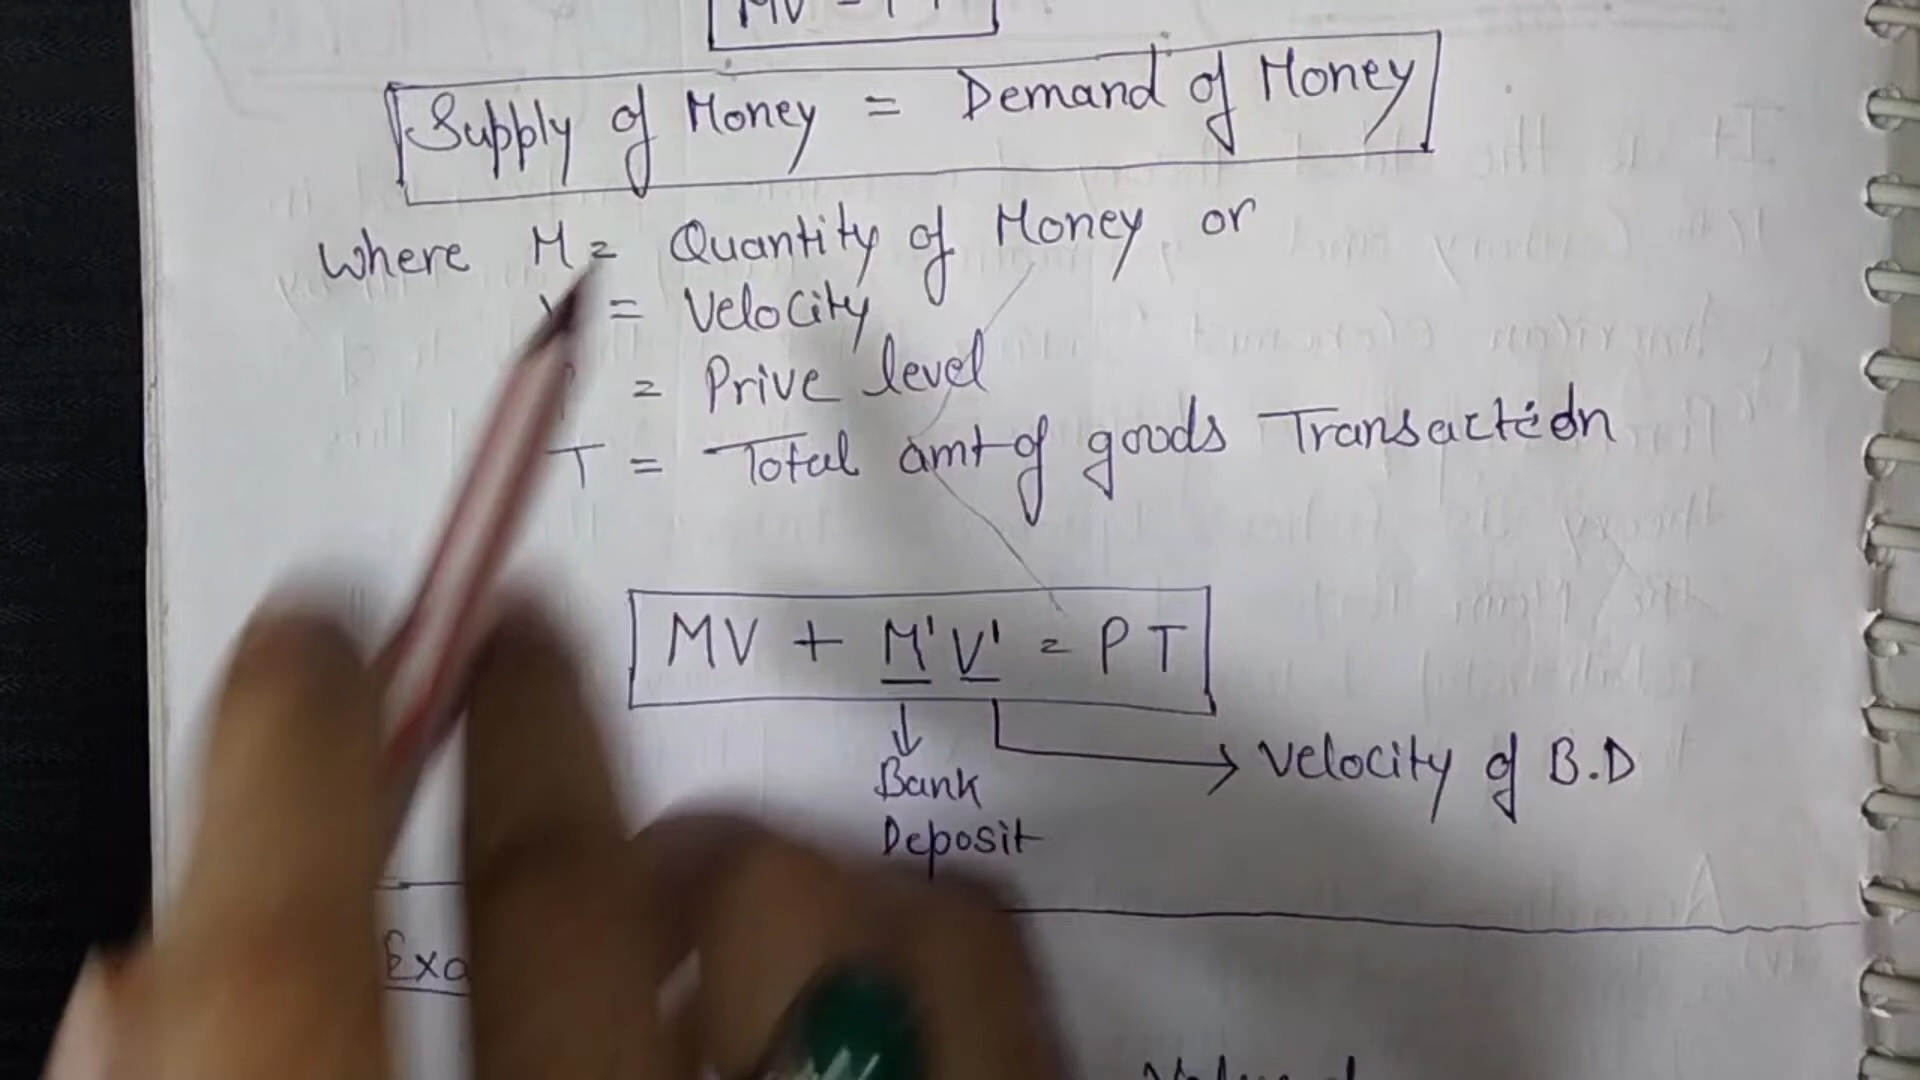 Supply of Money = Demand of Money
Where M = Quantity of Money or
V = Velocity
= Prive level
T = Total amt of goods Transaction
MV + M'V' = PT
Bank
Deposit
Velocity of B.D